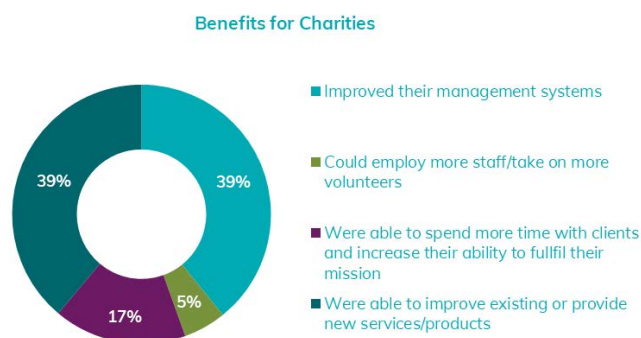 Benefits for Charities
39%
39%
17%
5%
Improved their management systems
Could employ more staff/take on more
volunteers
Were able to spend more time with clients
and increase their ability to fullfil their
mission
Were able to improve existing or provide
new services/products